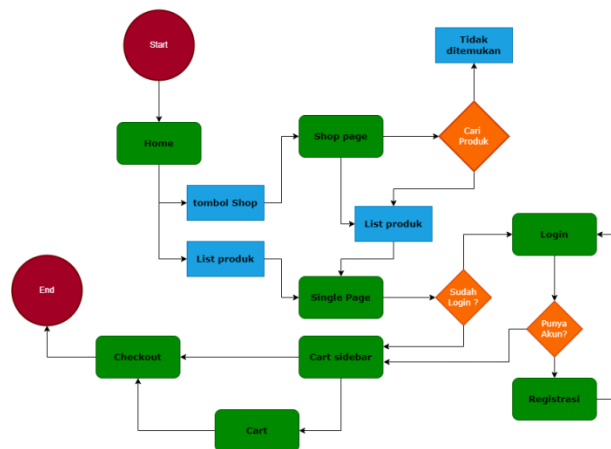 Start
Tidak
ditemukan
Home
Shop page
Cari
Produk
tombol Shop
List produk
Login
List produk
End
Single Page
Sudah
Login ?
Punya
Akun?
Checkout
Cart sidebar
Registrasi
Cart